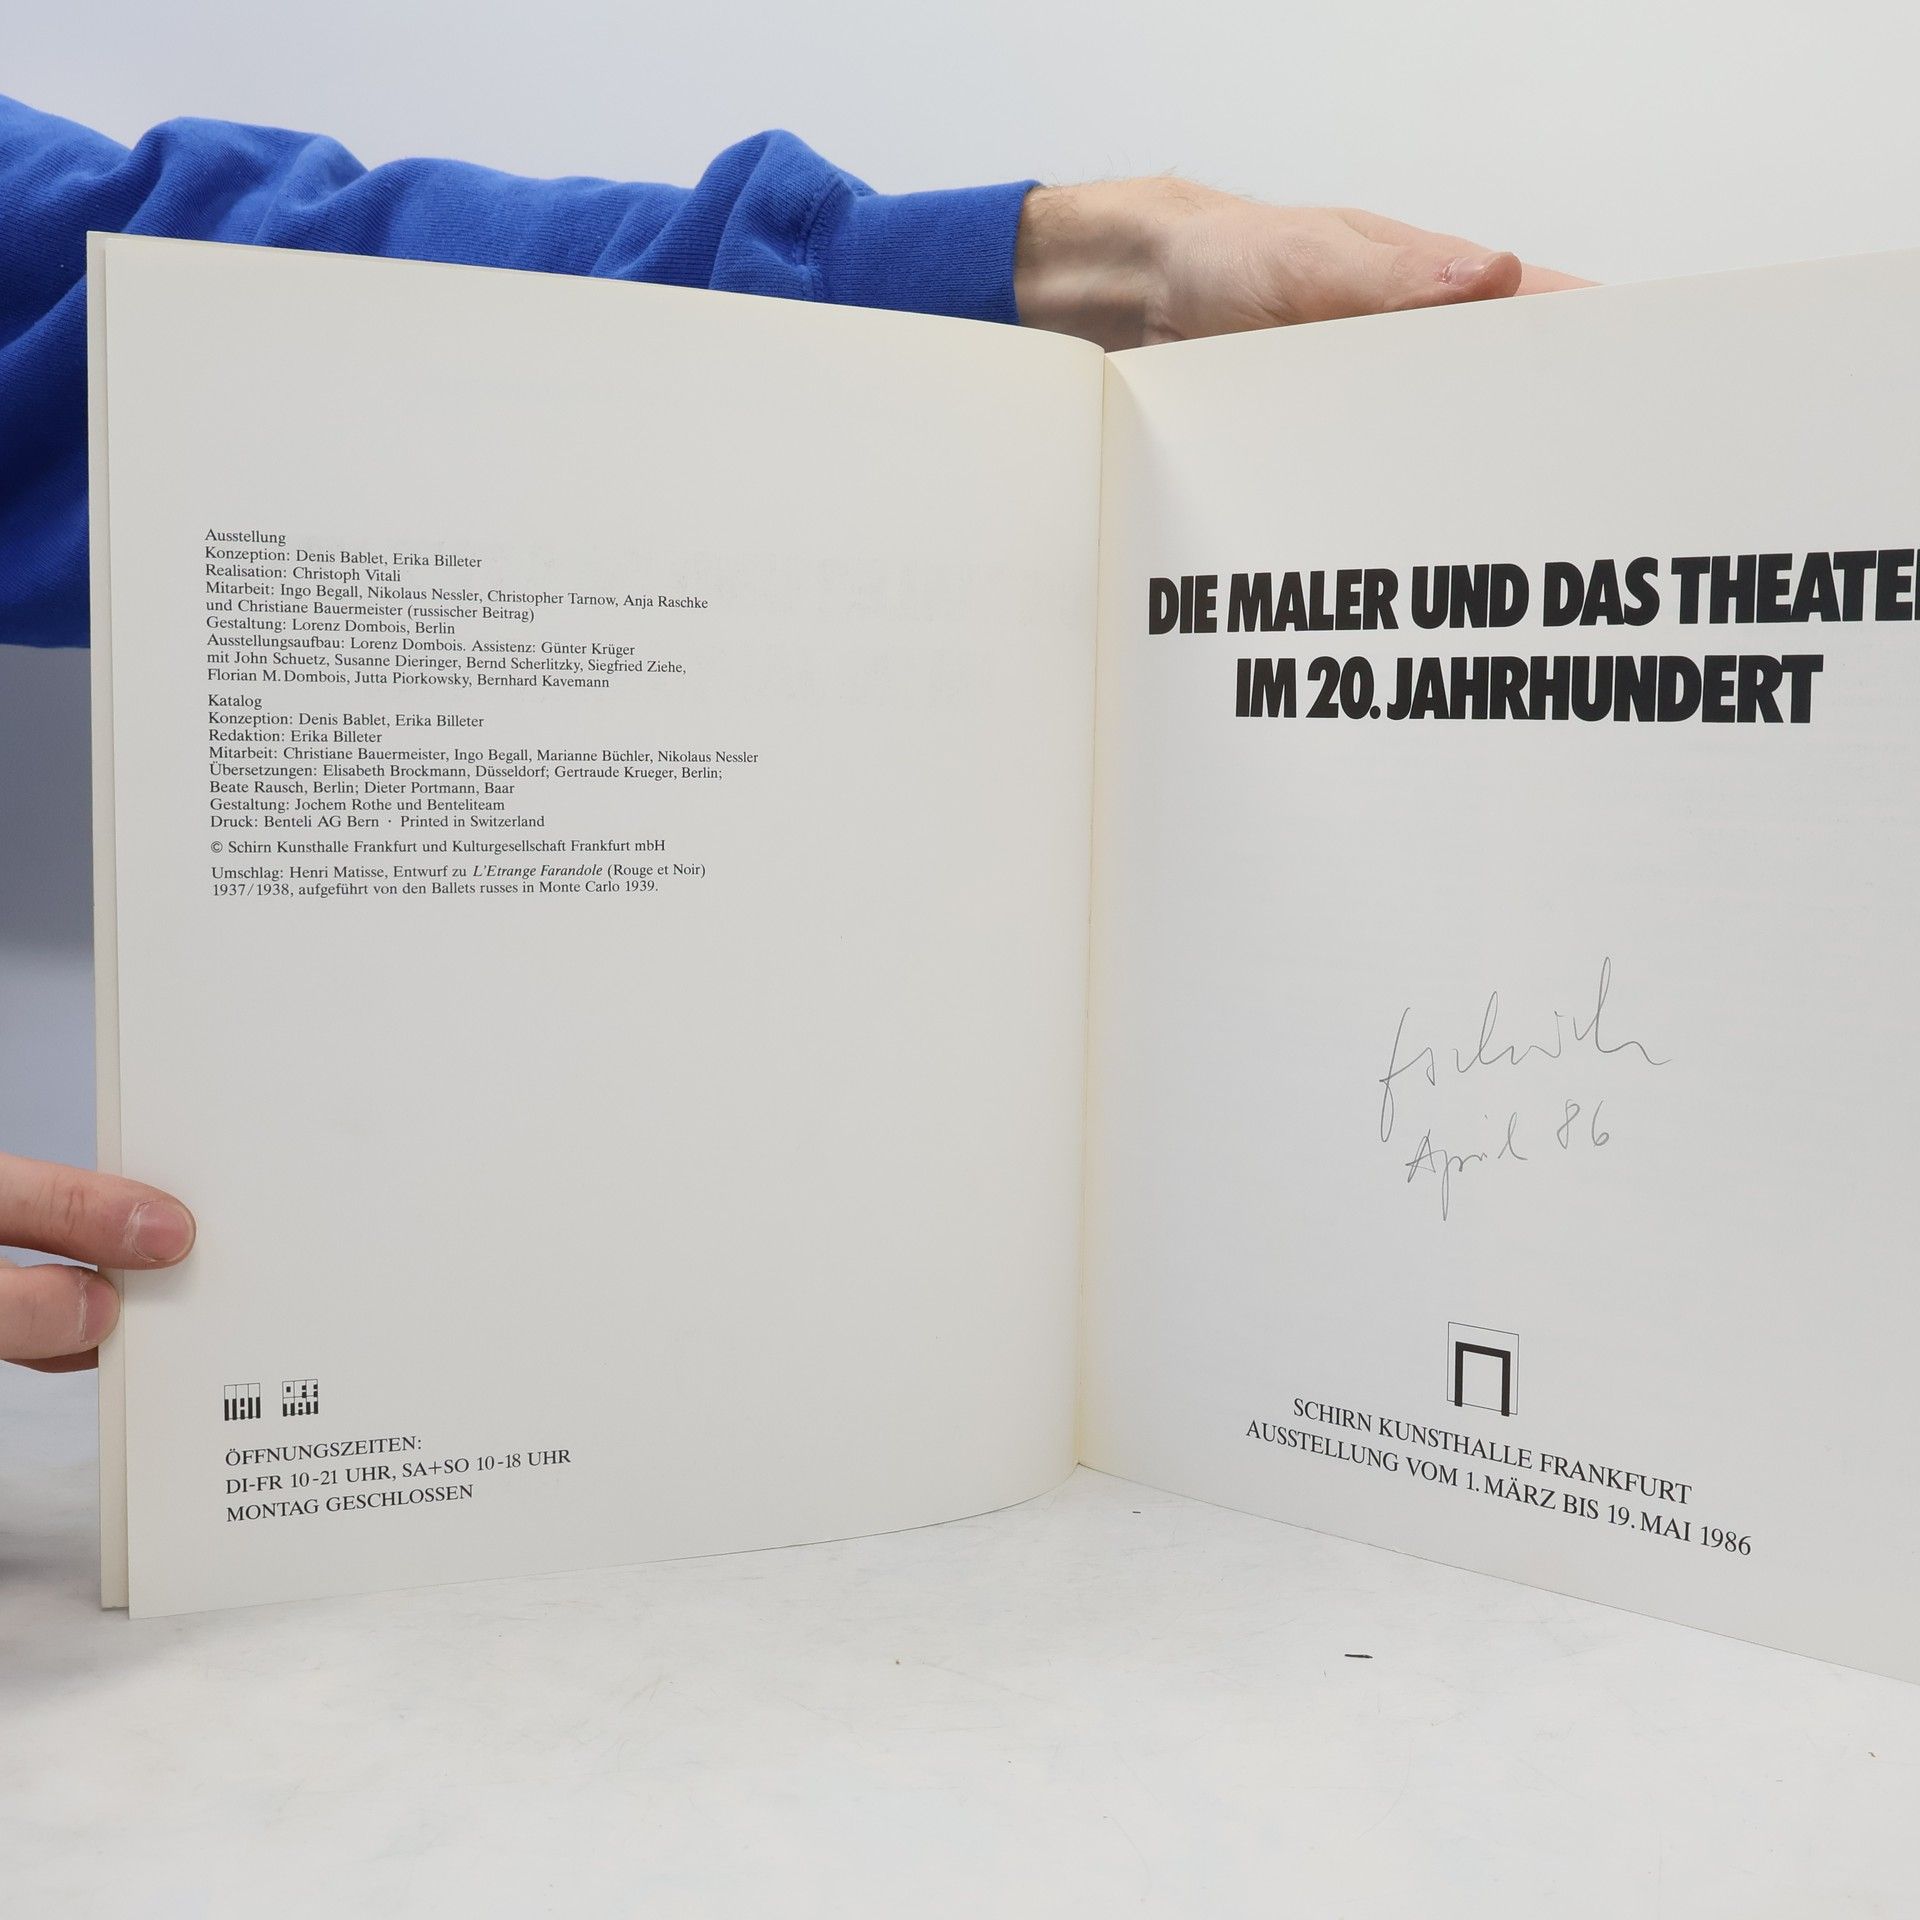 Ausstellung
Konzeption: Denis Bablet, Erika Billeter
Realisation: Christoph Vitali
Mitarbeit: Ingo Begall, Nikolaus Nessler, Christopher Tarnow, Anja Raschke
und Christiane Bauermeister (russischer Beitrag)
Gestaltung: Lorenz Dombois, Berlin
Ausstellungsaufbau: Lorenz Dombois. Assistenz: Günter Krüger
mit John Schuetz, Susanne Dieringer, Bernd Scherlitzky, Siegfried Ziehe,
Florian M. Dombois, Jutta Piorkowsky, Bernhard Kavemann
Katalog
Konzeption: Denis Bablet, Erika Billeter
Redaktion: Erika Billeter
Mitarbeit: Christiane Bauermeister, Ingo Begall, Marianne Büchler, Nikolaus Nessler
Übersetzungen: Elisabeth Brockmann, Düsseldorf; Gertraude Krueger, Berlin;
Beate Rausch, Berlin; Dieter Portmann, Baar
Gestaltung: Jochem Rothe und Benteliteam
Druck: Benteli AG Bern · Printed in Switzerland
© Schirn Kunsthalle Frankfurt und Kulturgesellschaft Frankfurt mbH
Umschlag: Henri Matisse, Entwurf zu L'Etrange Farandole (Rouge et Noir)
1937/1938, aufgeführt von den Ballets russes in Monte Carlo 1939.
TAT
OFF
TAT
ÖFFNUNGSZEITEN:
DI-FR 10-21 UHR, SA+SO 10-18 UHR
MONTAG GESCHLOSSEN
DIE MALER UND DAS THEATE
IM 20. JAHRHUNDERT
April 86
SCHIRN KUNSTHALLE FRANKFURT
AUSSTELLUNG VOM 1. MÄRZ BIS 19. MAI 1986